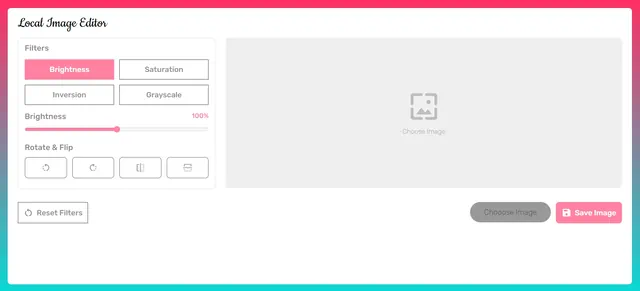 Local Image Editor
Filters
Brightness
Saturation
Inversion
Grayscale
Brightness 100%
Rotate & Flip
Choose Image
Reset Filters
Choose Image
Save Image